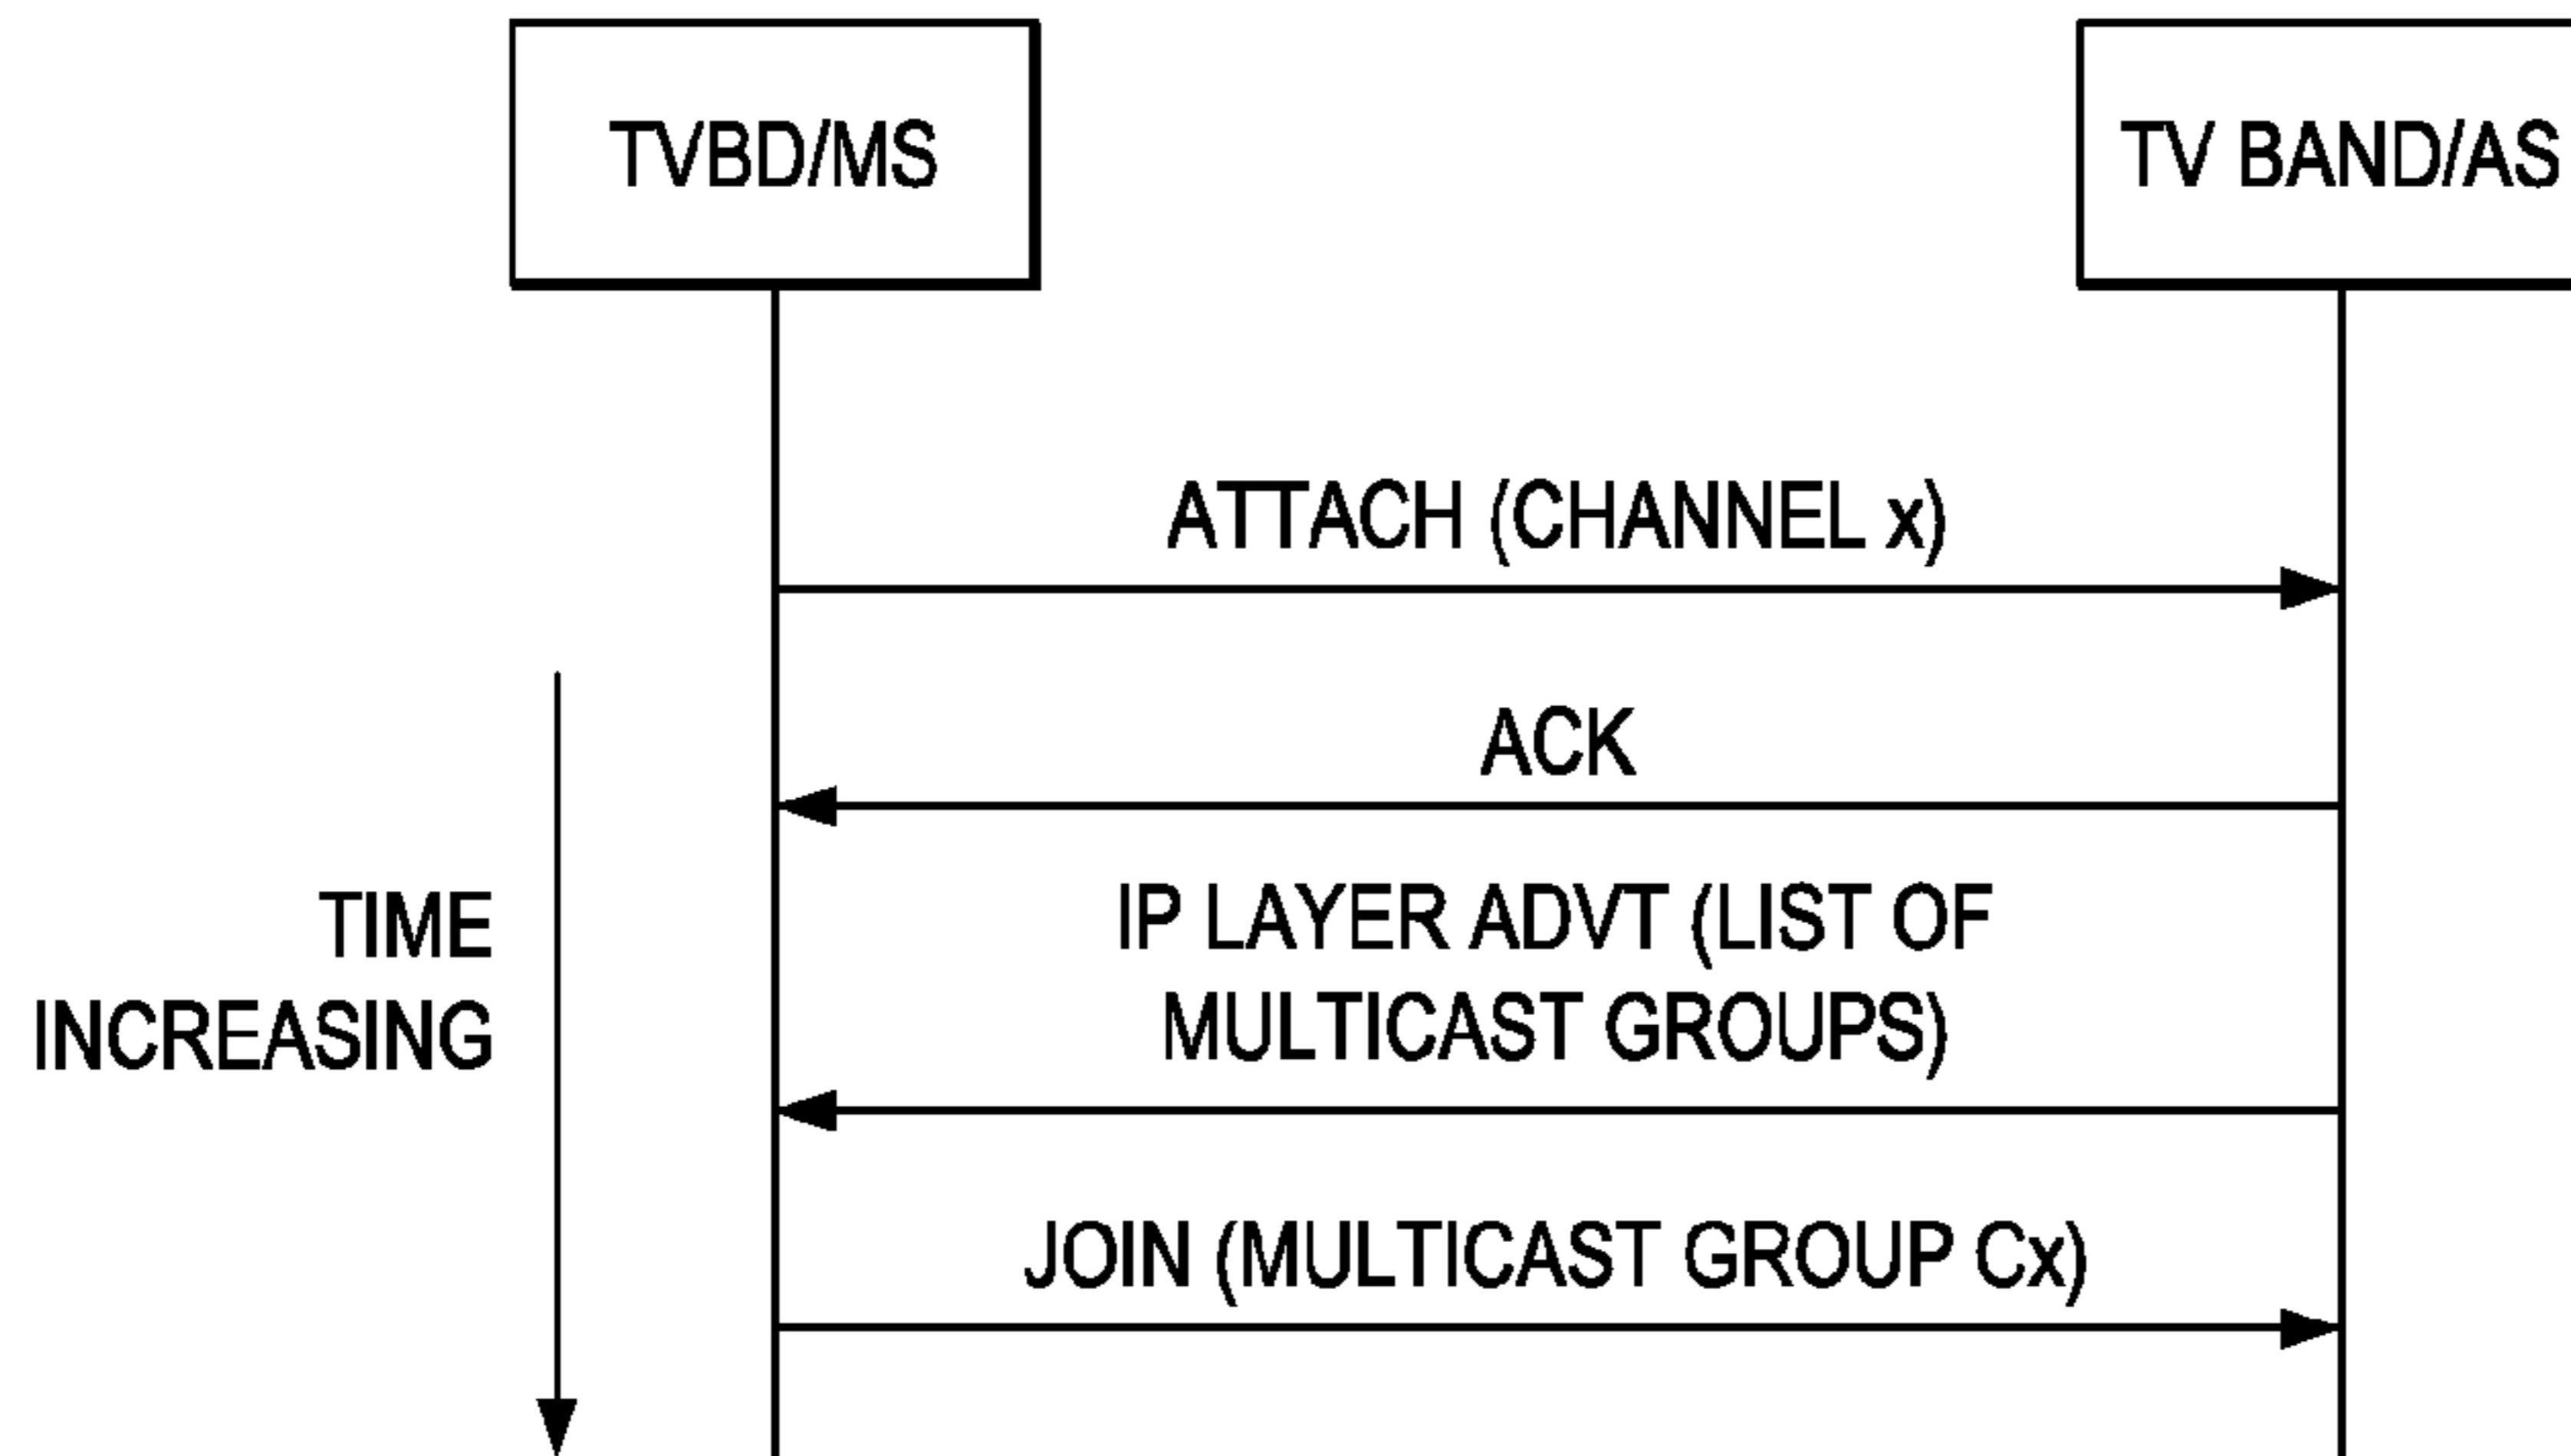 TVBD/MS
TV BAND/AS
ATTACH (CHANNEL x)
ACK
IP LAYER ADVT (LIST OF
MULTICAST GROUPS)
TIME
INCREASING
JOIN (MULTICAST GROUP Cx)